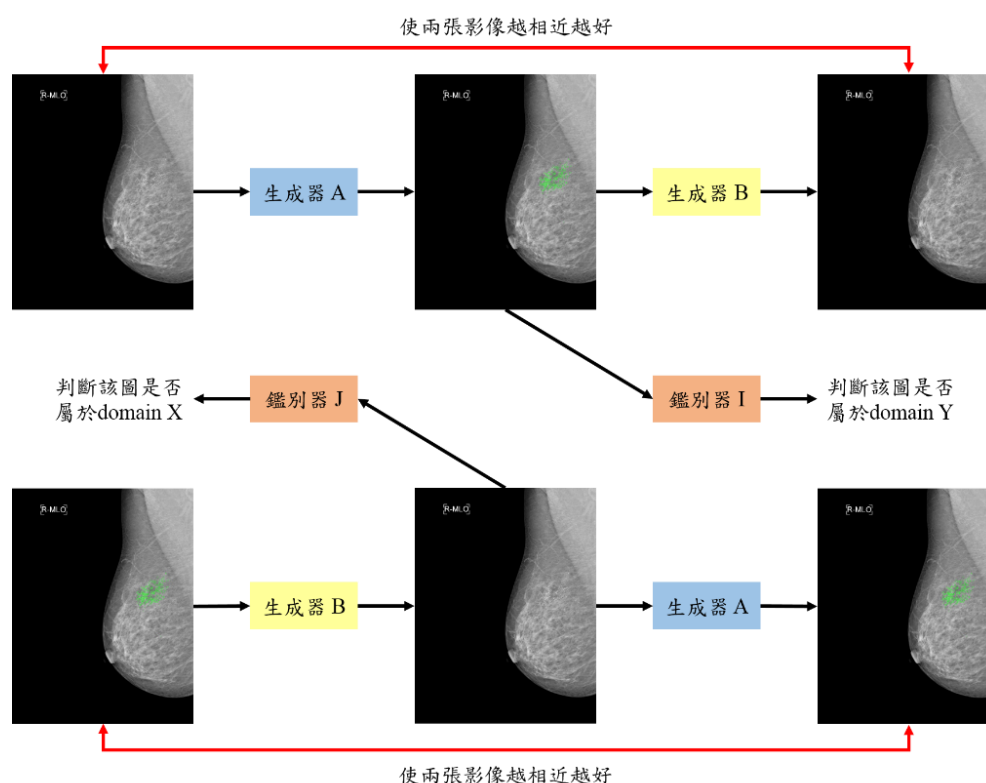 使兩張影像越相近越好
R-MLO
R-MLO
R-MLO
生成器 A
生成器 B
判斷該圖是否
屬於domain X
鑑別器 J
鑑別器 I
判斷該圖是否
屬於domain Y
R-MLO
R-MLO
R-MLO
生成器 B
生成器 A
使兩張影像越相近越好